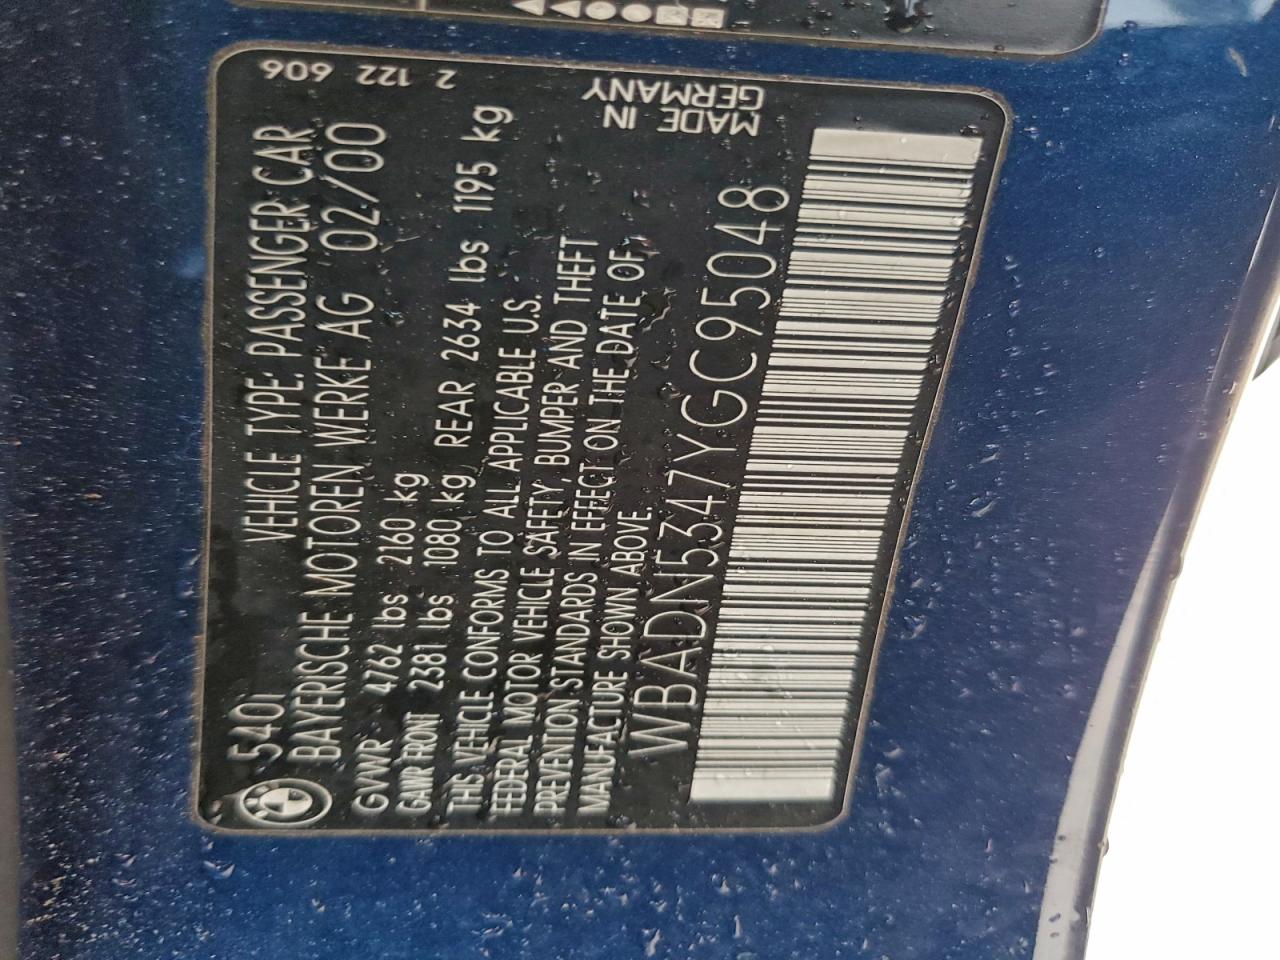 540i VEHICLE TYPE: PASSENGER CAR
BAYERISCHE MOTOREN WERKE AG 02/00
GVWR 4762 lbs 2160 kg
GAWR FRONT 2381 lbs 1080 kg REAR 2634 lbs 1195 kg
THIS VEHICLE CONFORMS TO ALL APPLICABLE U.S.
FEDERAL MOTOR VEHICLE SAFETY, BUMPER AND THEFT
PREVENTION STANDARDS IN EFFECT ON THE DATE OF
MANUFACTURE SHOWN ABOVE.
WBADN5347YGC95048
MADE IN
GERMANY
2 122 606